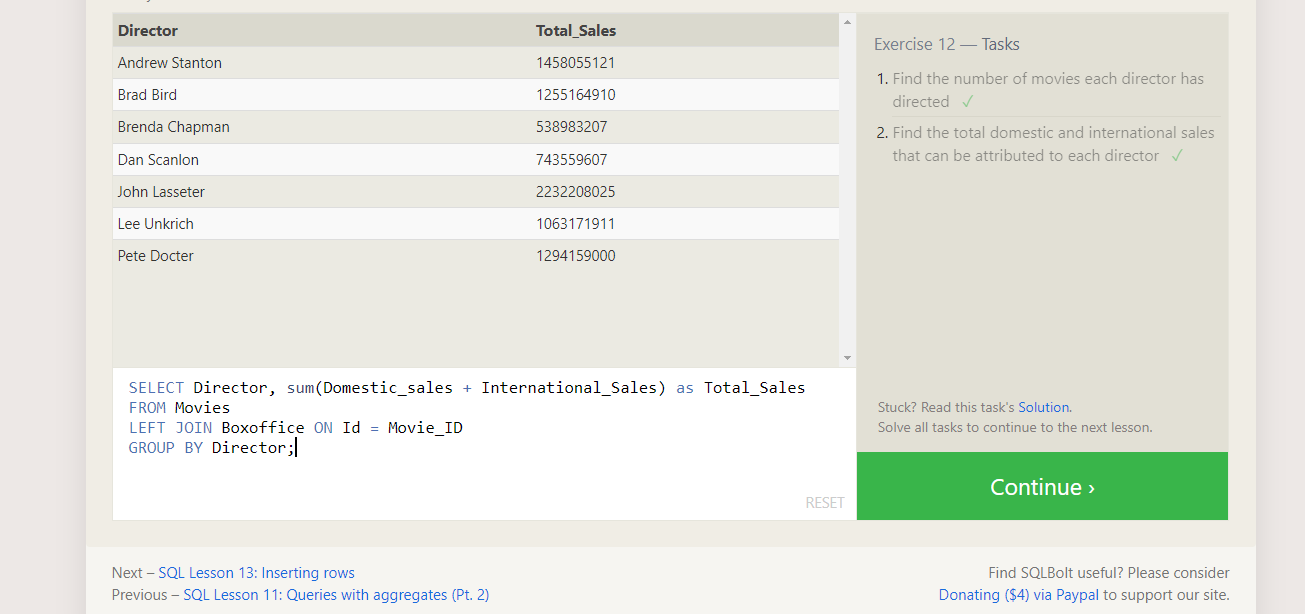 Director Total_Sales
Andrew Stanton 1458055121
Brad Bird 1255164910
Brenda Chapman 538983207
Dan Scanlon 743559607
John Lasseter 2232208025
Lee Unkrich 1063171911
Pete Docter 1294159000
SELECT Director, sum(Domestic_sales + International_Sales) as Total_Sales
FROM Movies
LEFT JOIN Boxoffice ON Id = Movie_ID
GROUP BY Director;
RESET
Exercise 12 — Tasks
1. Find the number of movies each director has
directed ✓
2. Find the total domestic and international sales
that can be attributed to each director ✓
Stuck? Read this task's Solution.
Solve all tasks to continue to the next lesson.
Continue ›
Next – SQL Lesson 13: Inserting rows
Previous – SQL Lesson 11: Queries with aggregates (Pt. 2)
Find SQLBolt useful? Please consider
Donating ($4) via Paypal to support our site.